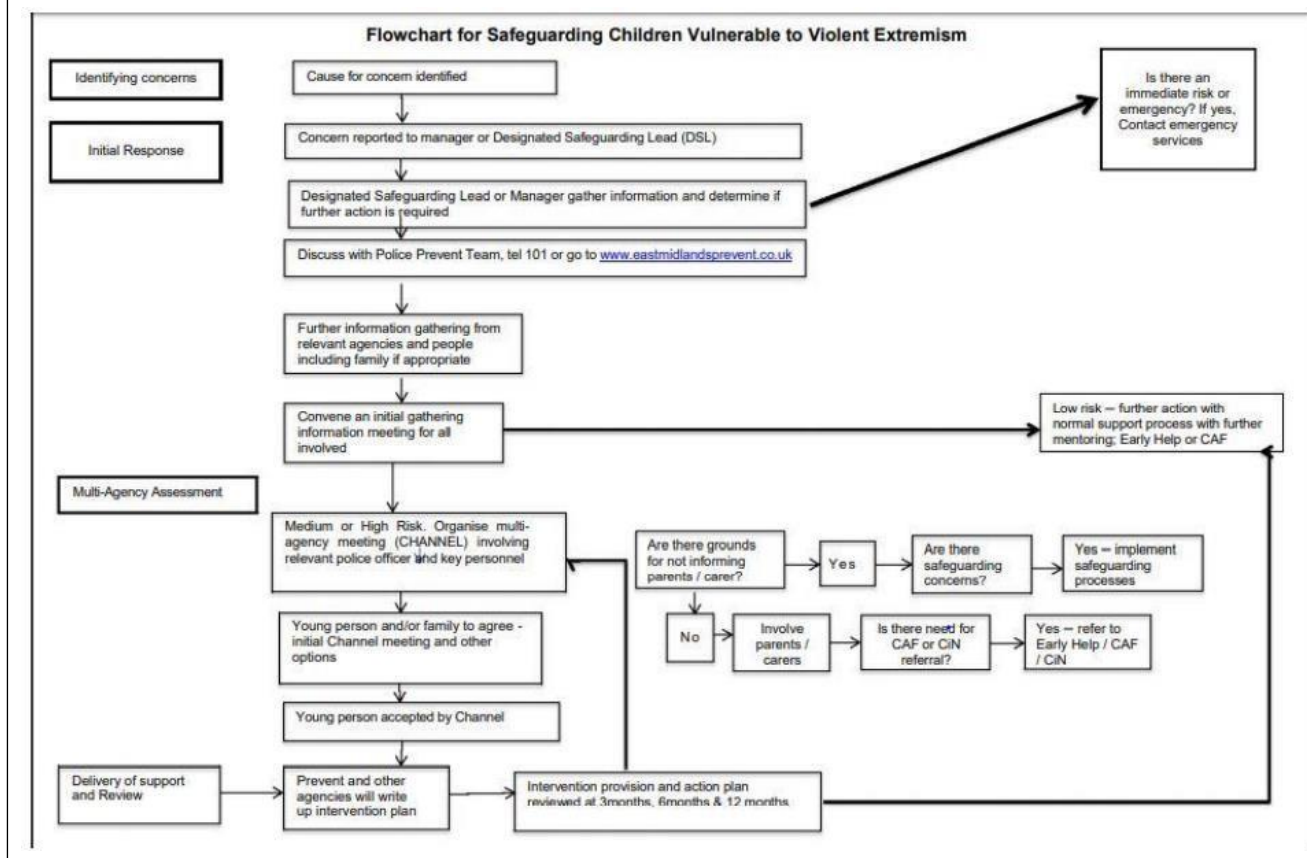 Flowchart for Safeguarding Children Vulnerable to Violent Extremism
Identifying concerns
Cause for concern identified
Is there an
immediate risk or
emergency? If yes,
Contact emergency
services
Initial Response
Concern reported to manager or Designated Safeguarding Lead (DSL)
Designated Safeguarding Lead or Manager gather information and determine if
further action is required
Discuss with Police Prevent Team, tel 101 or go to www.eastmidlandsprevent.co.uk
Further information gathering from
relevant agencies and people
including family if appropriate
Convene an initial gathering
information meeting for all
involved
Low risk – further action with
normal support process with further
mentoring; Early Help or CAF
Multi-Agency Assessment
Medium or High Risk. Organise multi-
agency meeting (CHANNEL) involving
relevant police officer and key personnel
Are there grounds
for not informing
parents / carer?
Yes
Are there
safeguarding
concerns?
Yes – implement
safeguarding
processes
No
Involve
parents /
carers
Is there need for
CAF or CiN
referral?
Yes – refer to
Early Help / CAF
/ CiN
Young person and/or family to agree -
initial Channel meeting and other
options
Young person accepted by Channel
Delivery of support
and Review
Prevent and other
agencies will write
up intervention plan
Intervention provision and action plan
reviewed at 3months, 6months & 12 months